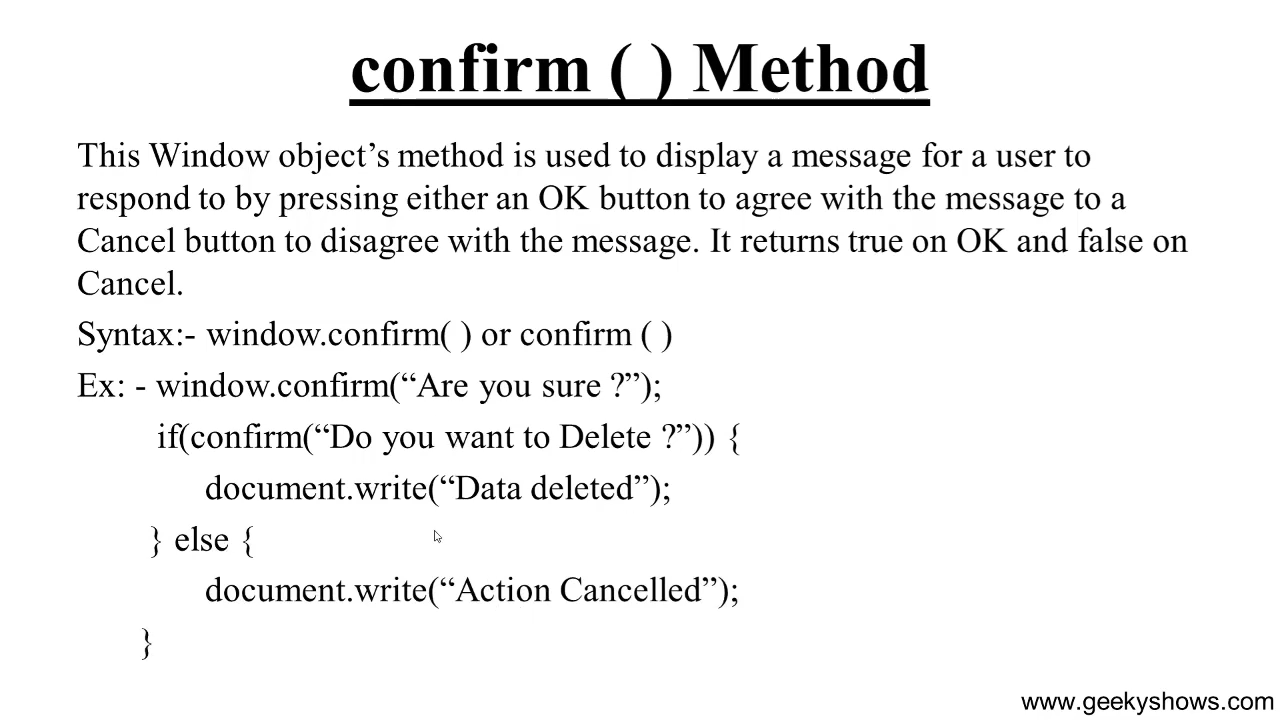 confirm ( ) Method
This Window object’s method is used to display a message for a user to
respond to by pressing either an OK button to agree with the message to a
Cancel button to disagree with the message. It returns true on OK and false on
Cancel.
Syntax:- window.confirm( ) or confirm ( )
Ex: - window.confirm(“Are you sure ?”);
if(confirm(“Do you want to Delete ?”)) {
document.write(“Data deleted”);
} else {
document.write(“Action Cancelled”);
}
www.geekyshows.com